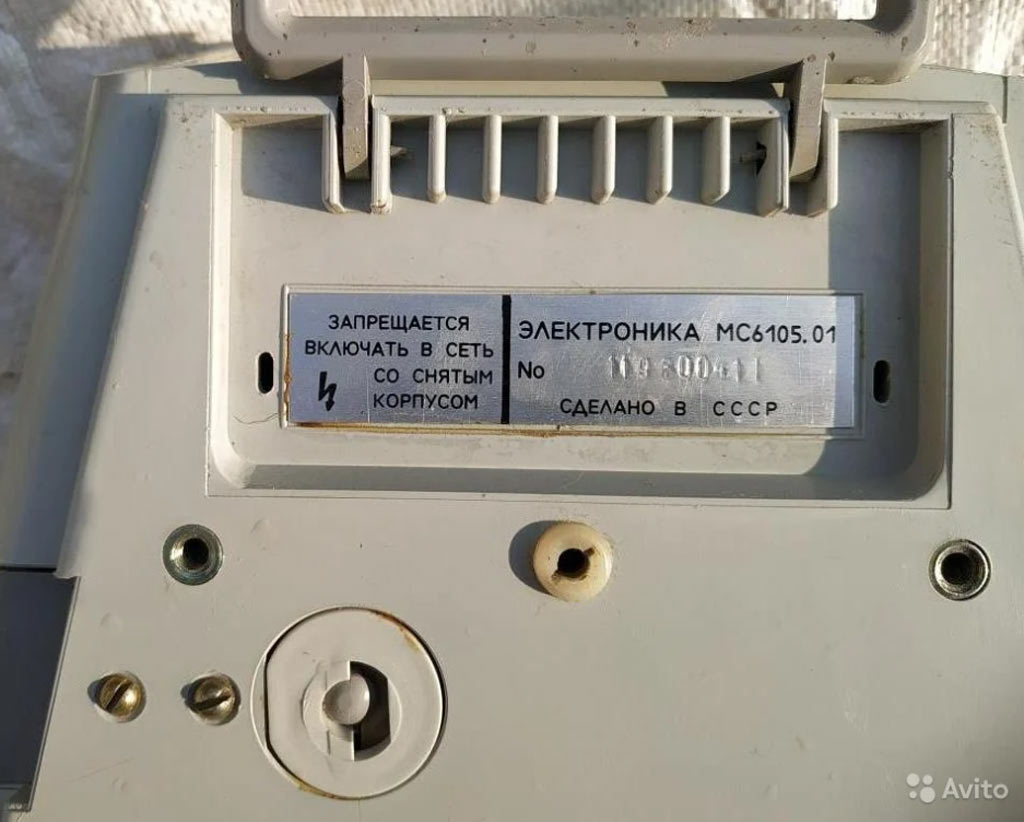 ЗАПРЕЩАЕТСЯ
ВКЛЮЧАТЬ В СЕТЬ
СО СНЯТЫМ
КОРПУСОМ
ЭЛЕКТРОНИКА МС6105.01
No
СДЕЛАНО В СССР
Avito